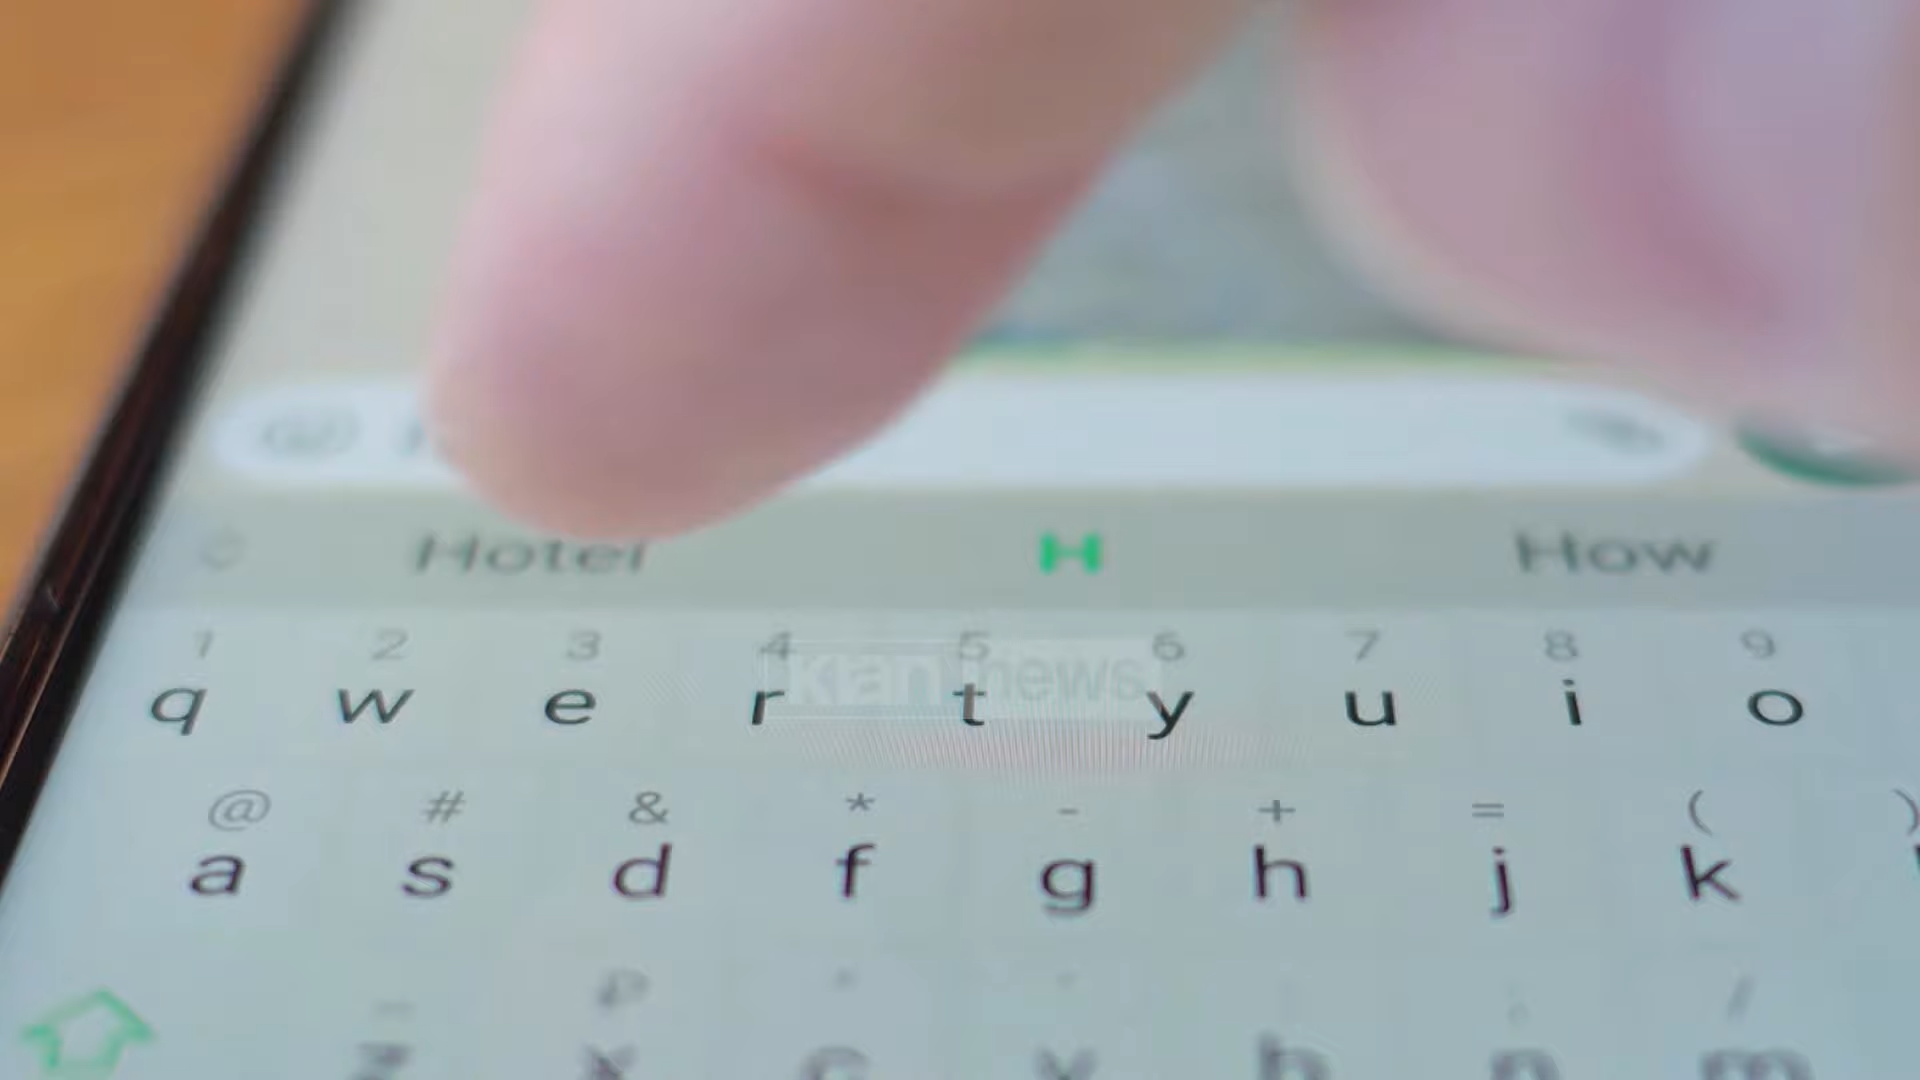 Hotel H How
1 2 3 4 5 6 7 8 9
q w e r t y u i o
kan news
@ # & * - + = ( )
a s d f g h j k
z x c v b n m